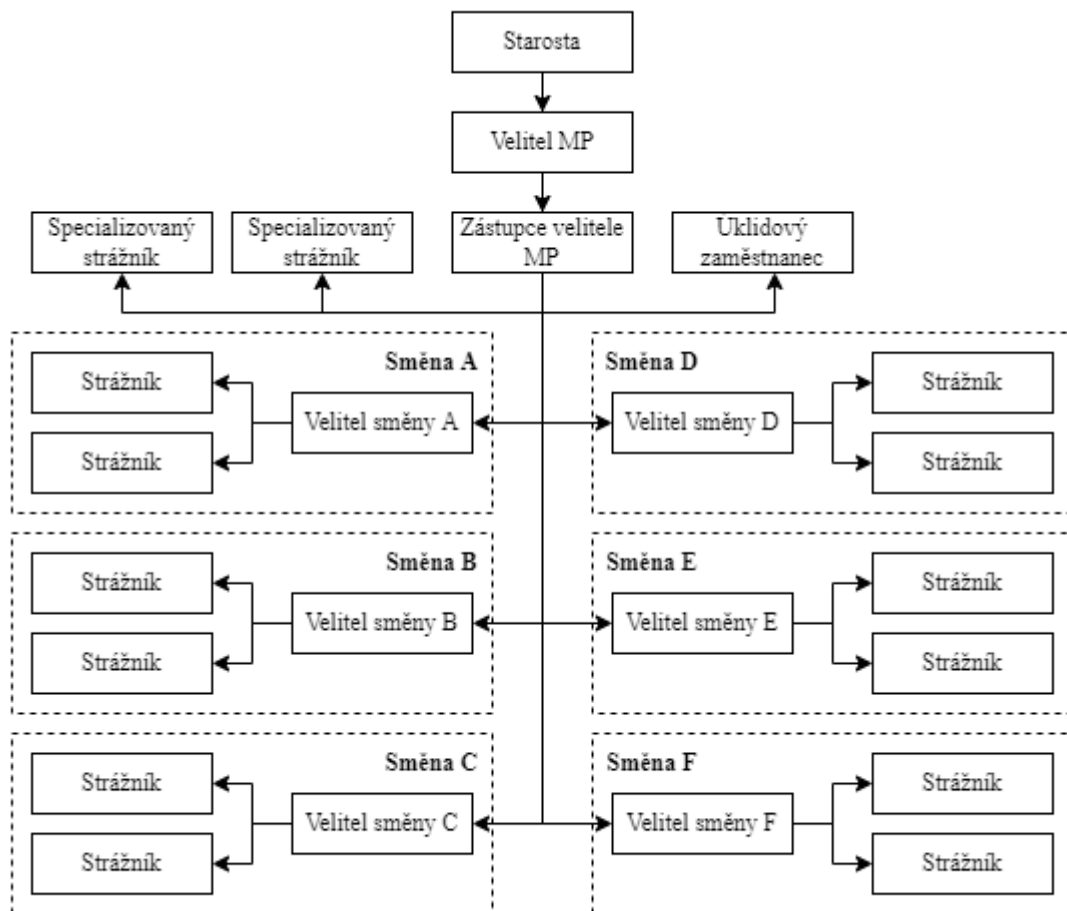 Starosta
Velitel MP
Specializovaný
strážník
Specializovaný
strážník
Zástupce velitele
MP
Úklidový
zaměstnanec
Směna A
Strážník
Velitel směny A
Strážník
Směna D
Strážník
Velitel směny D
Strážník
Směna B
Strážník
Velitel směny B
Strážník
Směna E
Strážník
Velitel směny E
Strážník
Směna C
Strážník
Velitel směny C
Strážník
Směna F
Strážník
Velitel směny F
Strážník